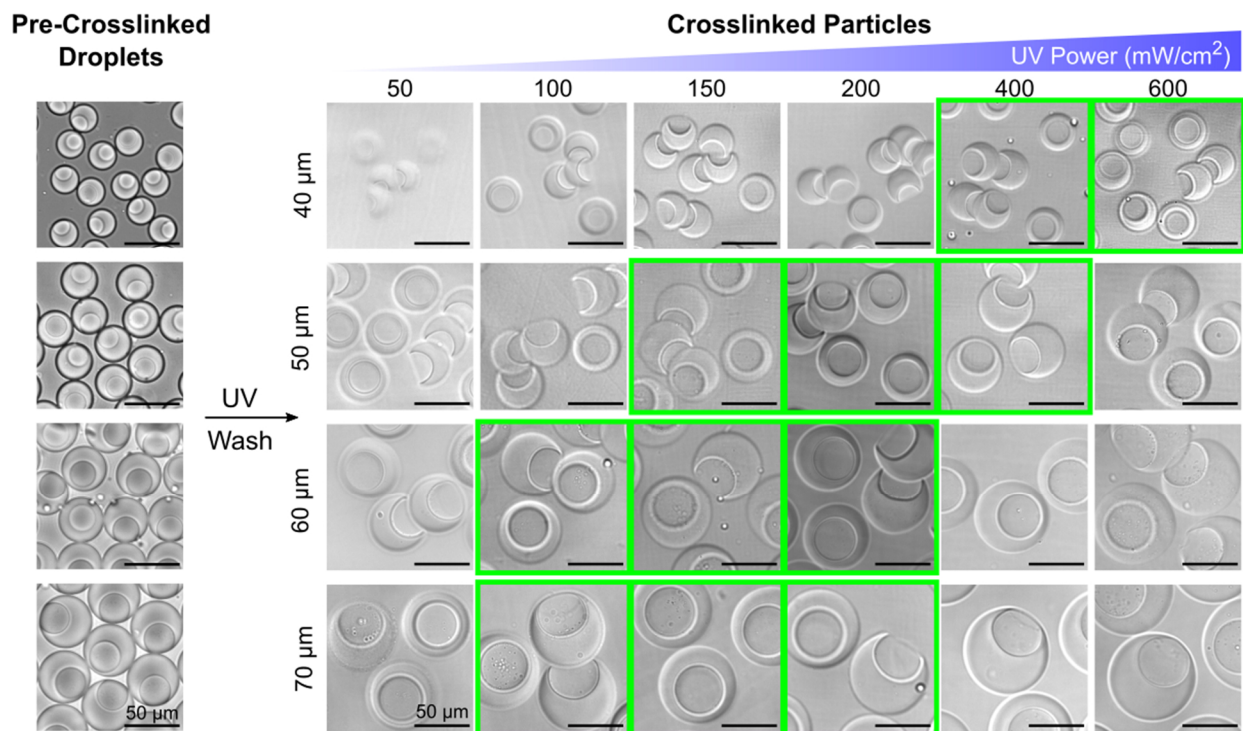 Pre-Crosslinked
Droplets
Crosslinked Particles
UV Power (mW/cm²)
50
100
150
200
400
600
40 µm
50 µm
UV
Wash
60 µm
70 µm
50 µm
50 µm